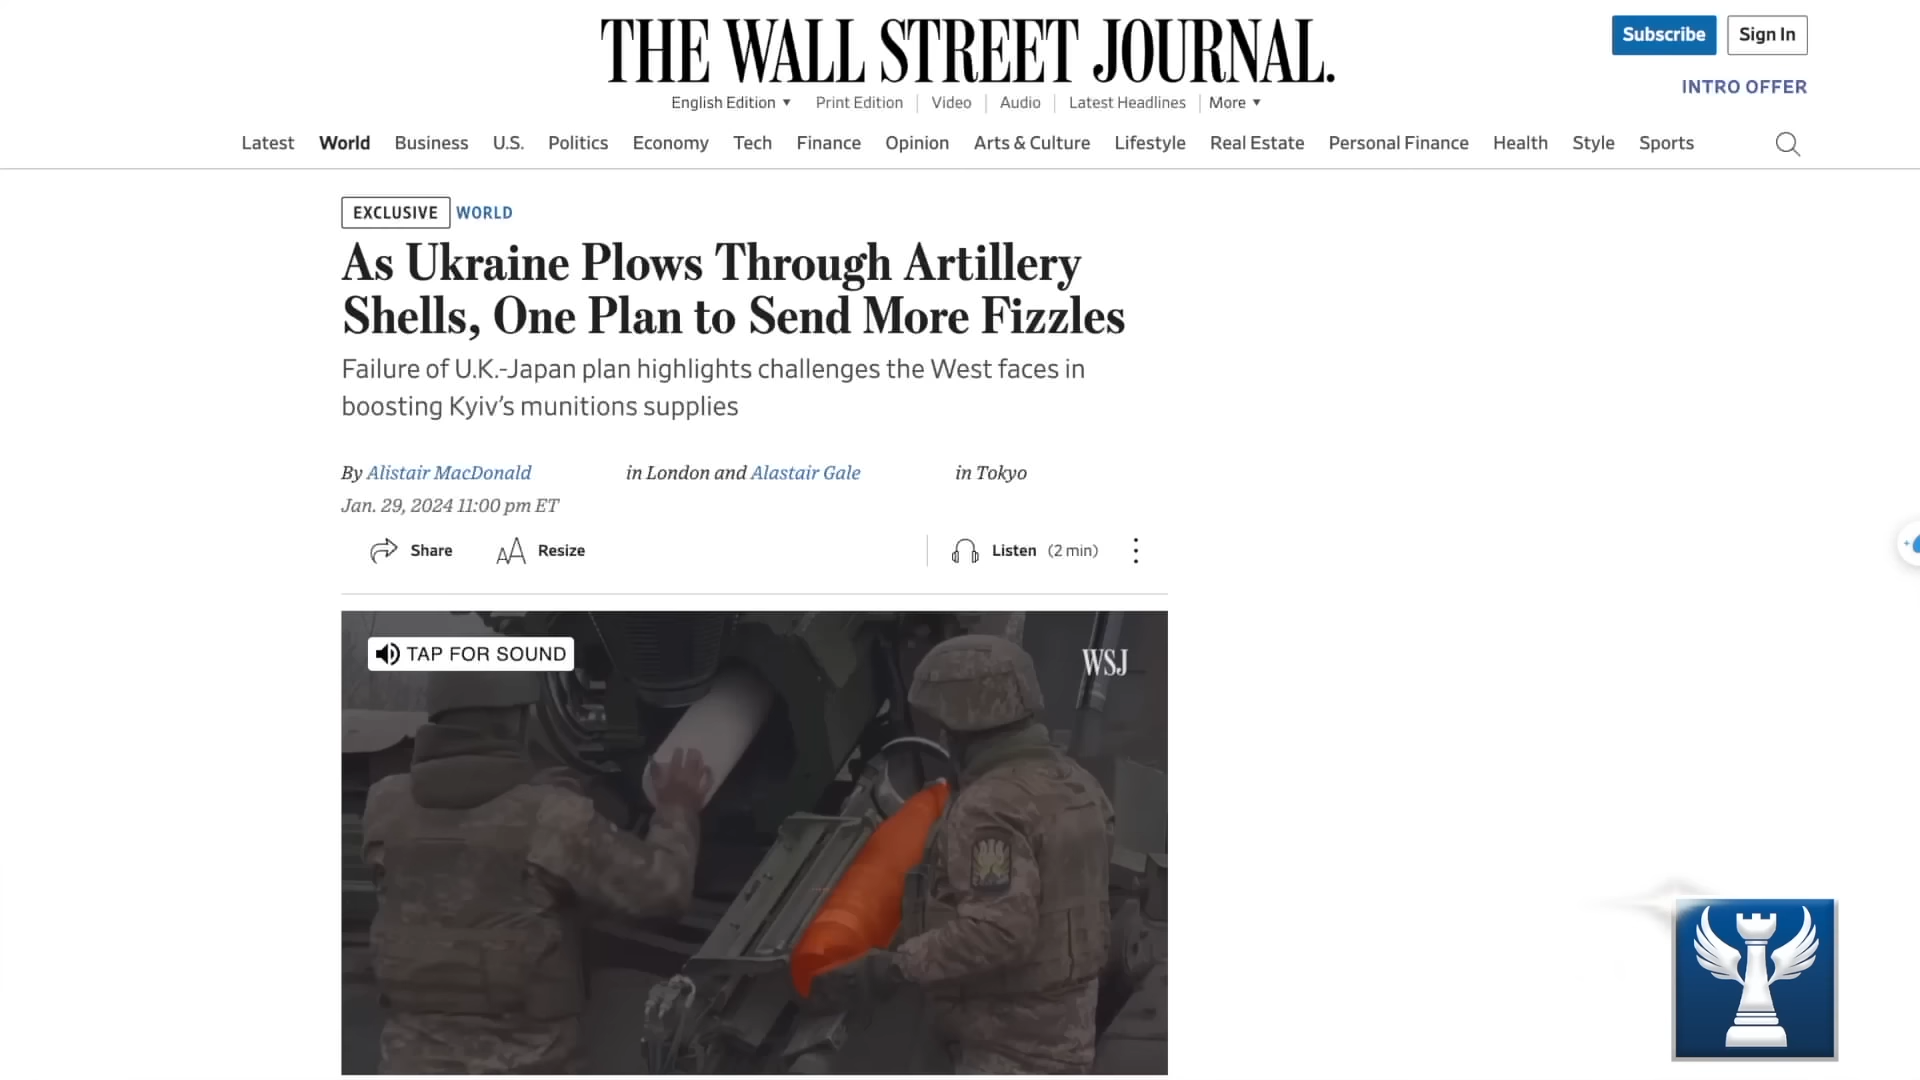 THE WALL STREET JOURNAL.
Subscribe
Sign In
English Edition
Print Edition
Video
Audio
Latest Headlines
More
INTRO OFFER
Latest
World
Business
U.S.
Politics
Economy
Tech
Finance
Opinion
Arts & Culture
Lifestyle
Real Estate
Personal Finance
Health
Style
Sports
EXCLUSIVE
WORLD
As Ukraine Plows Through Artillery
Shells, One Plan to Send More Fizzles
Failure of U.K.-Japan plan highlights challenges the West faces in
boosting Kyiv’s munitions supplies
By Alistair MacDonald in London and Alastair Gale in Tokyo
Jan. 29, 2024 11:00 pm ET
Share
AA Resize
Listen (2 min)
TAP FOR SOUND
WSJ